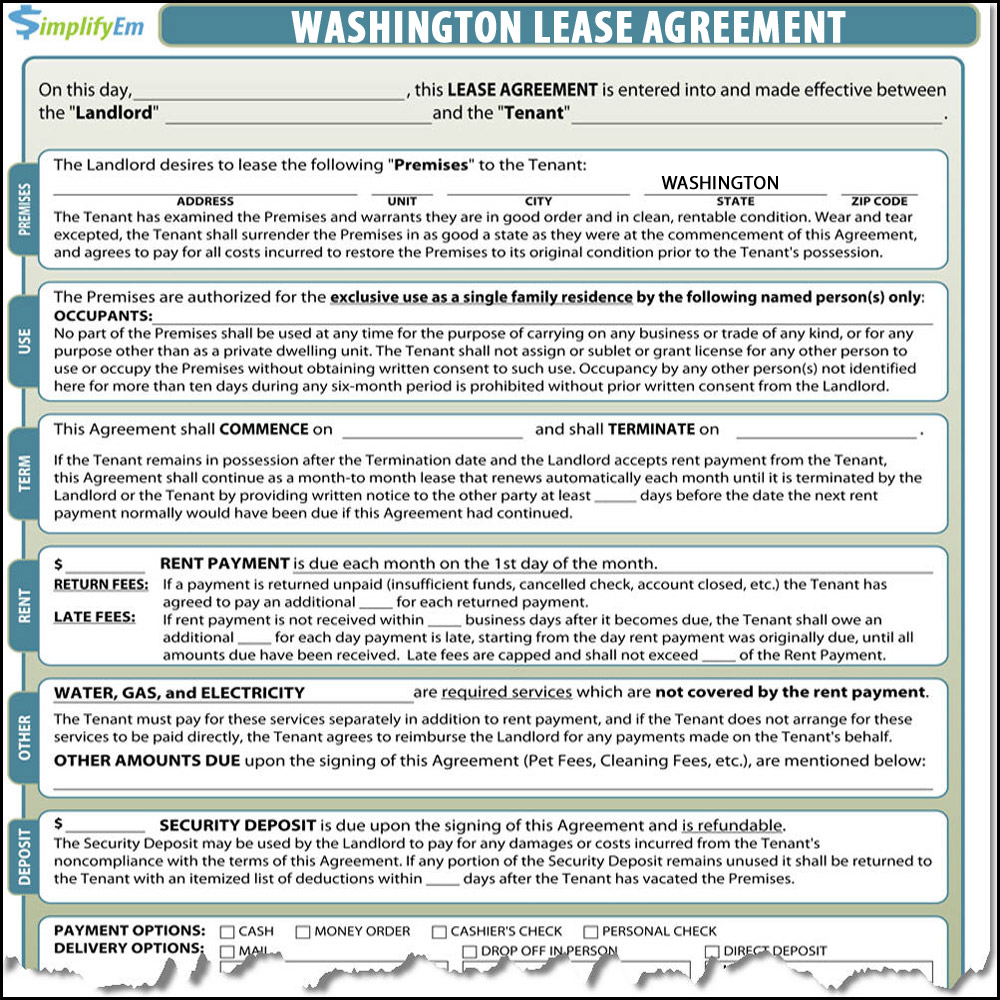 SimplifyEm
WASHINGTON LEASE AGREEMENT
On this day,____________________, this LEASE AGREEMENT is entered into and made effective between
the "Landlord" ____________________and the "Tenant"____________________.
PREMISES
The Landlord desires to lease the following "Premises" to the Tenant:
WASHINGTON
ADDRESS UNIT CITY STATE ZIP CODE
The Tenant has examined the Premises and warrants they are in good order and in clean, rentable condition. Wear and tear
excepted, the Tenant shall surrender the Premises in as good a state as they were at the commencement of this Agreement,
and agrees to pay for all costs incurred to restore the Premises to its original condition prior to the Tenant's possession.
USE
The Premises are authorized for the exclusive use as a single family residence by the following named person(s) only:
OCCUPANTS:____________________
No part of the Premises shall be used at any time for the purpose of carrying on any business or trade of any kind, or for any
purpose other than as a private dwelling unit. The Tenant shall not assign or sublet or grant license for any other person to
use or occupy the Premises without obtaining written consent to such use. Occupancy by any other person(s) not identified
here for more than ten days during any six-month period is prohibited without prior written consent from the Landlord.
TERM
This Agreement shall COMMENCE on ____________________ and shall TERMINATE on ____________________.
If the Tenant remains in possession after the Termination date and the Landlord accepts rent payment from the Tenant,
this Agreement shall continue as a month-to month lease that renews automatically each month until it is terminated by the
Landlord or the Tenant by providing written notice to the other party at least _____ days before the date the next rent
payment normally would have been due if this Agreement had continued.
RENT
$ __________ RENT PAYMENT is due each month on the 1st day of the month.
RETURN FEES: If a payment is returned unpaid (insufficient funds, cancelled check, account closed, etc.) the Tenant has
agreed to pay an additional ____ for each returned payment.
LATE FEES: If rent payment is not received within ____ business days after it becomes due, the Tenant shall owe an
additional ____ for each day payment is late, starting from the day rent payment was originally due, until all
amounts due have been received. Late fees are capped and shall not exceed ____ of the Rent Payment.
OTHER
WATER, GAS, and ELECTRICITY are required services which are not covered by the rent payment.
The Tenant must pay for these services separately in addition to rent payment, and if the Tenant does not arrange for these
services to be paid directly, the Tenant agrees to reimburse the Landlord for any payments made on the Tenant's behalf.
OTHER AMOUNTS DUE upon the signing of this Agreement (Pet Fees, Cleaning Fees, etc.), are mentioned below:
DEPOSIT
$ __________ SECURITY DEPOSIT is due upon the signing of this Agreement and is refundable.
The Security Deposit may be used by the Landlord to pay for any damages or costs incurred from the Tenant's
noncompliance with the terms of this Agreement. If any portion of the Security Deposit remains unused it shall be returned to
the Tenant with an itemized list of deductions within ____ days after the Tenant has vacated the Premises.
PAYMENT OPTIONS: CASH MONEY ORDER CASHIER'S CHECK PERSONAL CHECK
DELIVERY OPTIONS: MAIL DROP OFF IN PERSON DIRECT DEPOSIT